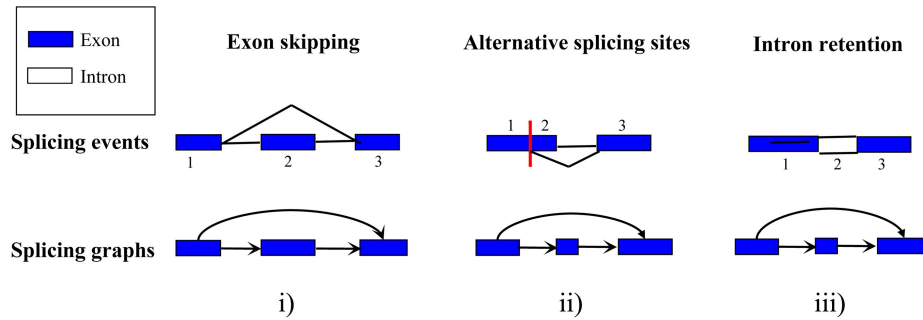 Exon
Intron
Exon skipping
Alternative splicing sites
Intron retention
Splicing events
1
2
3
1
2
3
1
2
3
Splicing graphs
i)
ii)
iii)